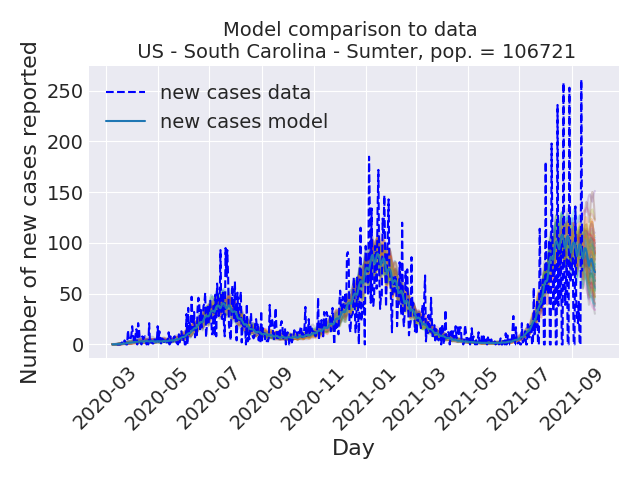 Model comparison to data
US - South Carolina - Sumter, pop. = 106721
Number of new cases reported
250
200
150
100
50
0
new cases data
new cases model
2020-03
2020-05
2020-07
2020-09
2020-11
2021-01
2021-03
2021-05
2021-07
2021-09
Day